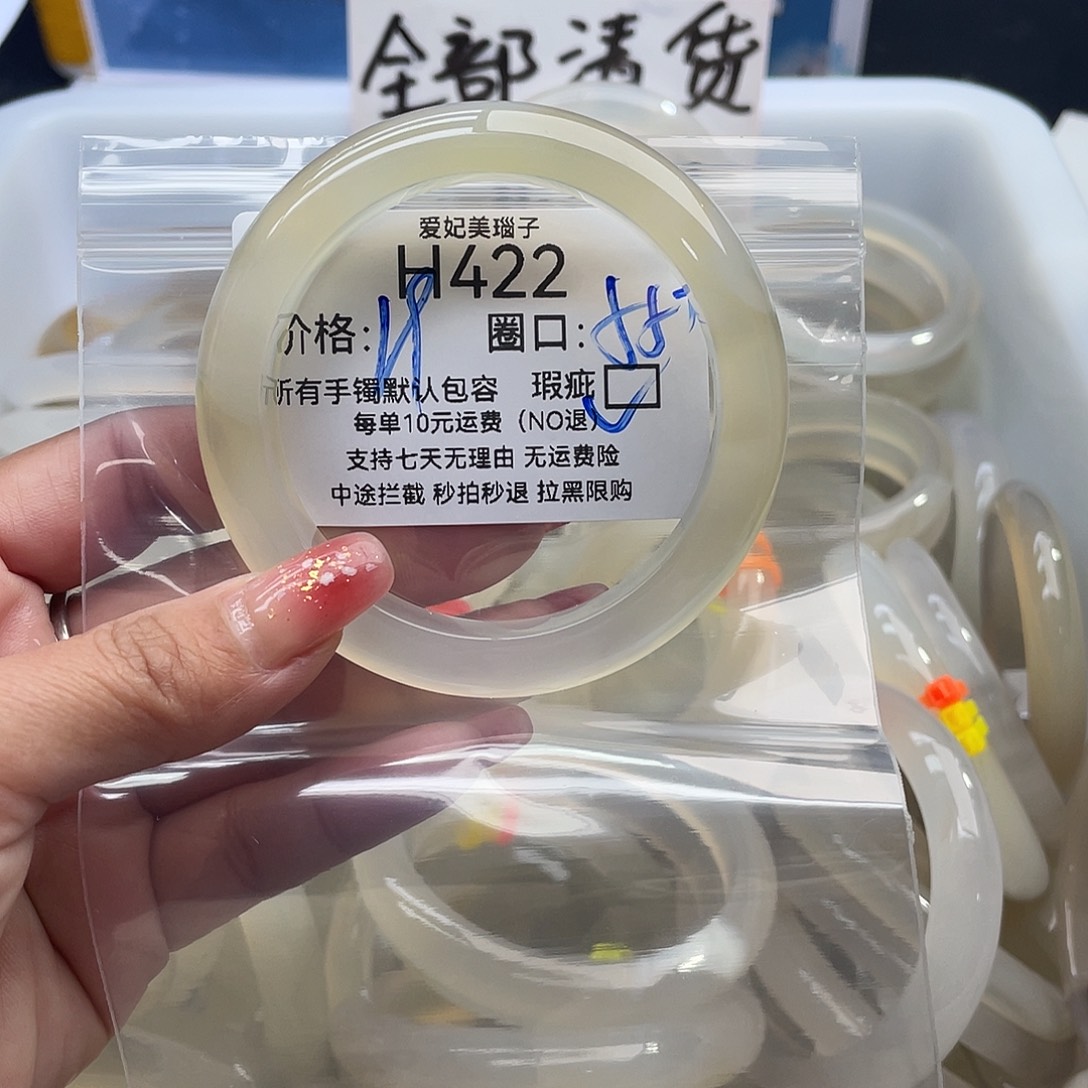 全部清货
爱妃美瑙子
H422
价格: 圈口:
所有手镯默认包容 瑕疵
每单10元运费（NO退）
支持七天无理由 无运费险
中途拦截 秒拍秒退 拉黑限购